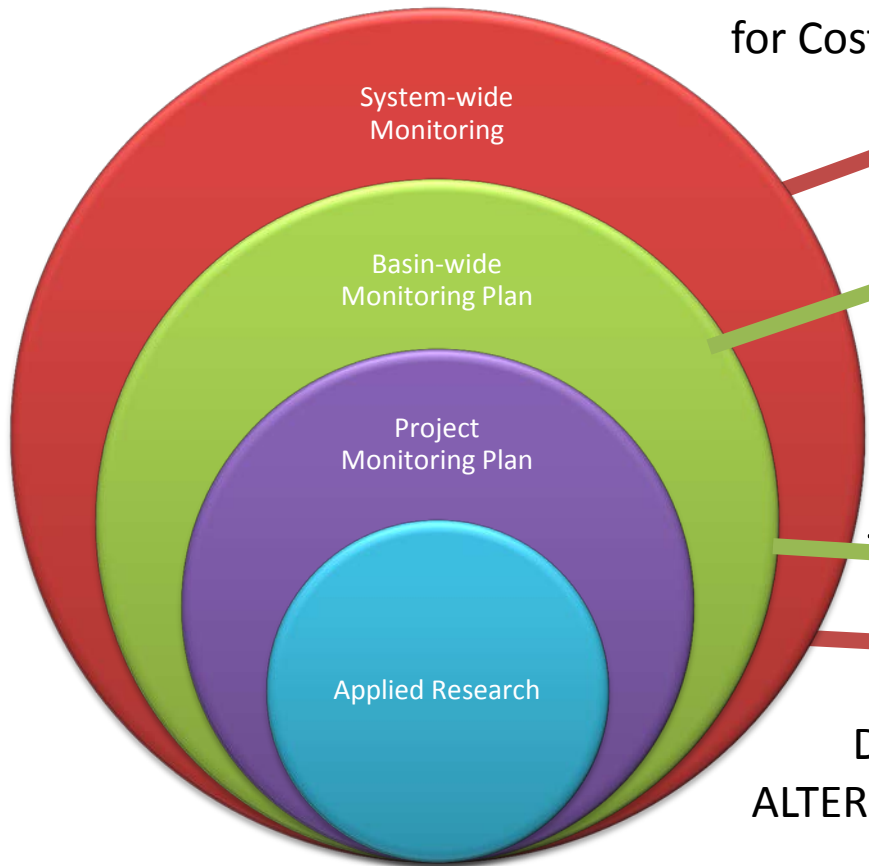 for Cost
System-wide
Monitoring
Basin-wide
Monitoring Plan
Project
Monitoring Plan
Applied Research
D
ALTER